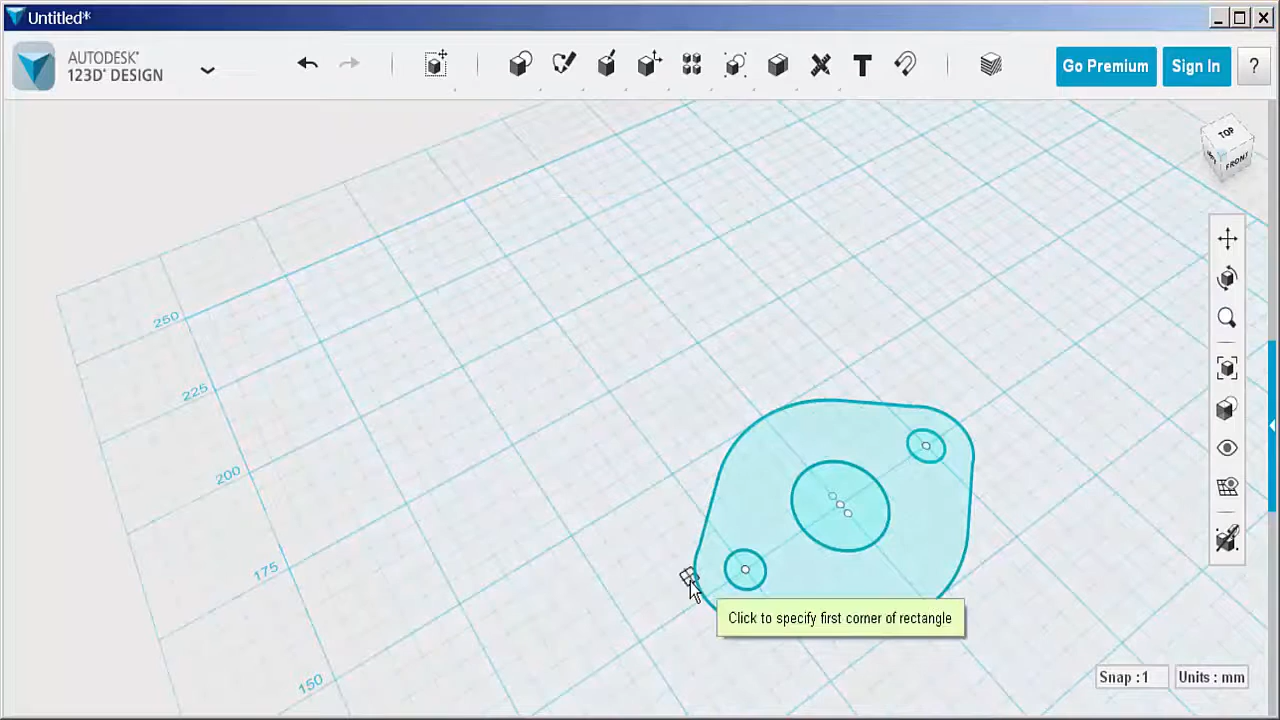 Untitled*
AUTODESK®
123D® DESIGN
Go Premium
Sign In
?
TOP
FRONT
250
225
200
175
150
Click to specify first corner of rectangle
Snap : 1
Units : mm